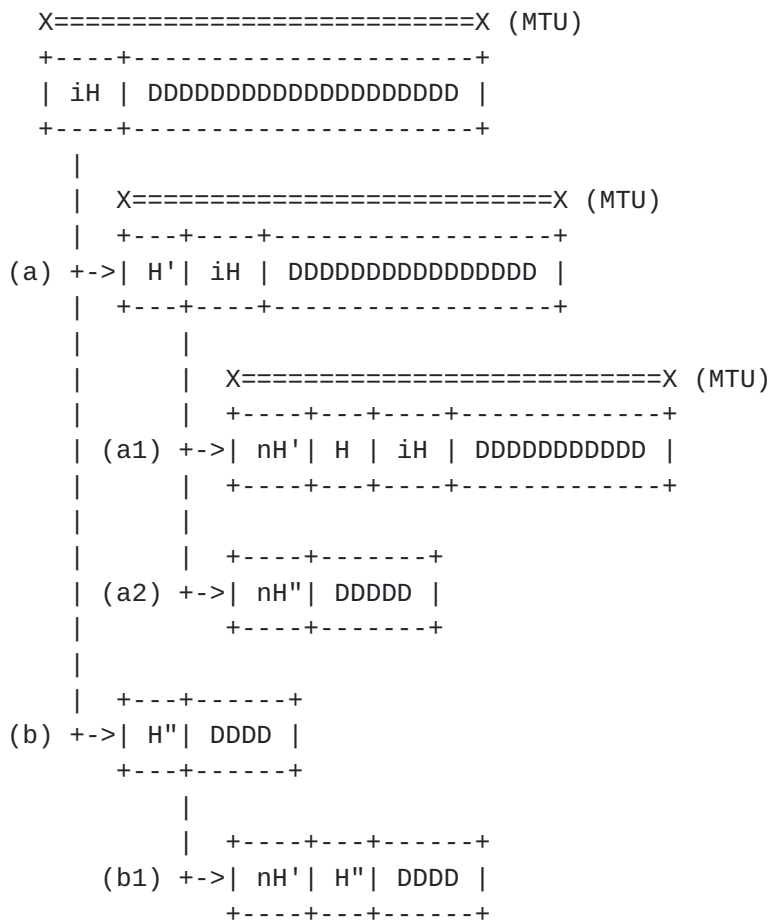 X===========================X (MTU)
+----+----------------------+
| iH | DDDDDDDDDDDDDDDDDDDD |
+----+----------------------+
|
|  X===========================X (MTU)
|  +---+----+------------------+
(a) +->| H'| iH | DDDDDDDDDDDDDDDD |
|  +---+----+------------------+
|      |
|      |  X===========================X (MTU)
|      |  +----+---+----+-------------+
| (a1) +->| nH'| H | iH | DDDDDDDDDDD |
|      |  +----+---+----+-------------+
|      |
|      |  +----+-------+
| (a2) +->| nH"| DDDDD |
|         +----+-------+
|
|  +---+------+
(b) +->| H"| DDDD |
+---+------+
|
|  +----+---+------+
(b1) +->| nH'| H"| DDDD |
+----+---+------+